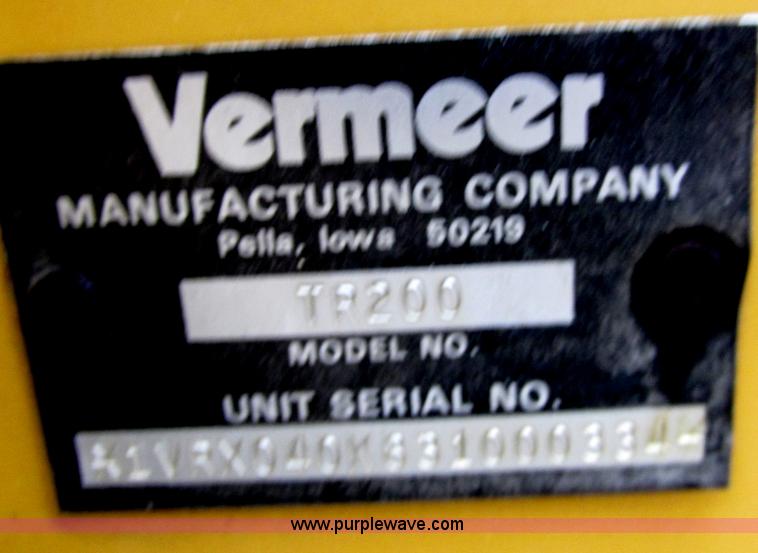 Vermeer
MANUFACTURING COMPANY
Pella, Iowa 50219
TR200
MODEL NO.
UNIT SERIAL NO.
www.purplewave.com